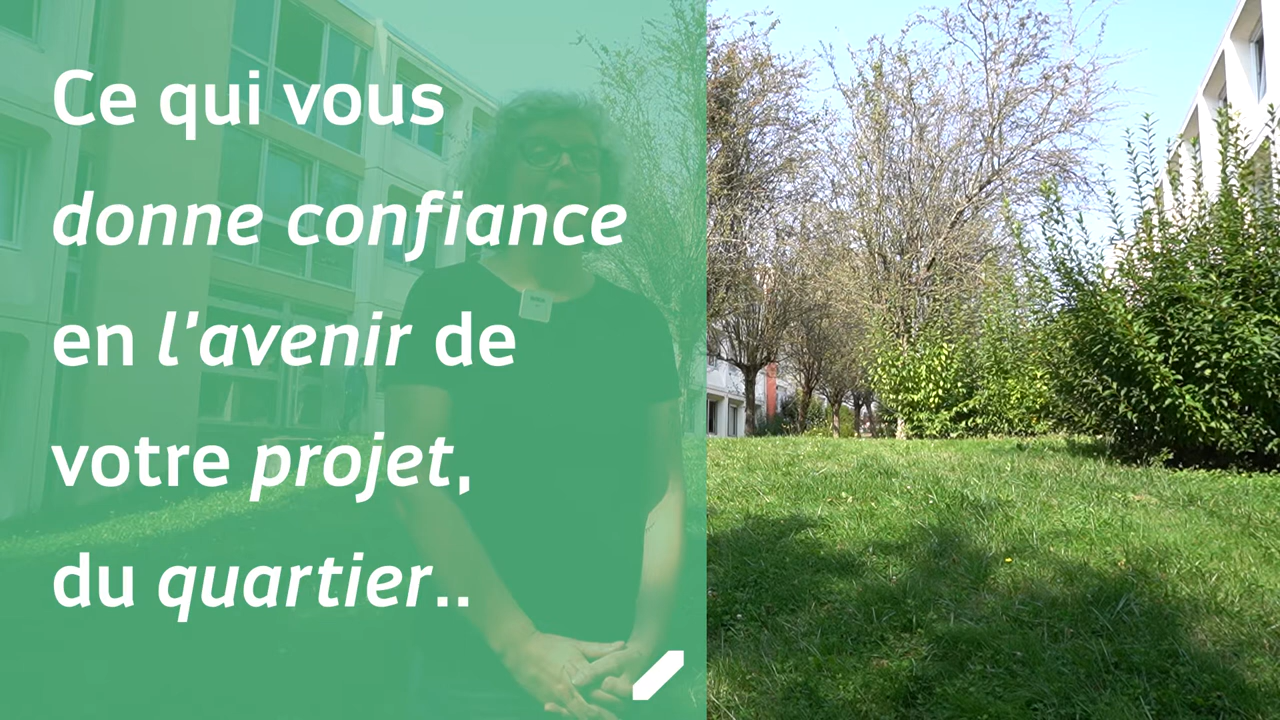 Ce qui vous
donne confiance
en l'avenir de
votre projet,
du quartier..